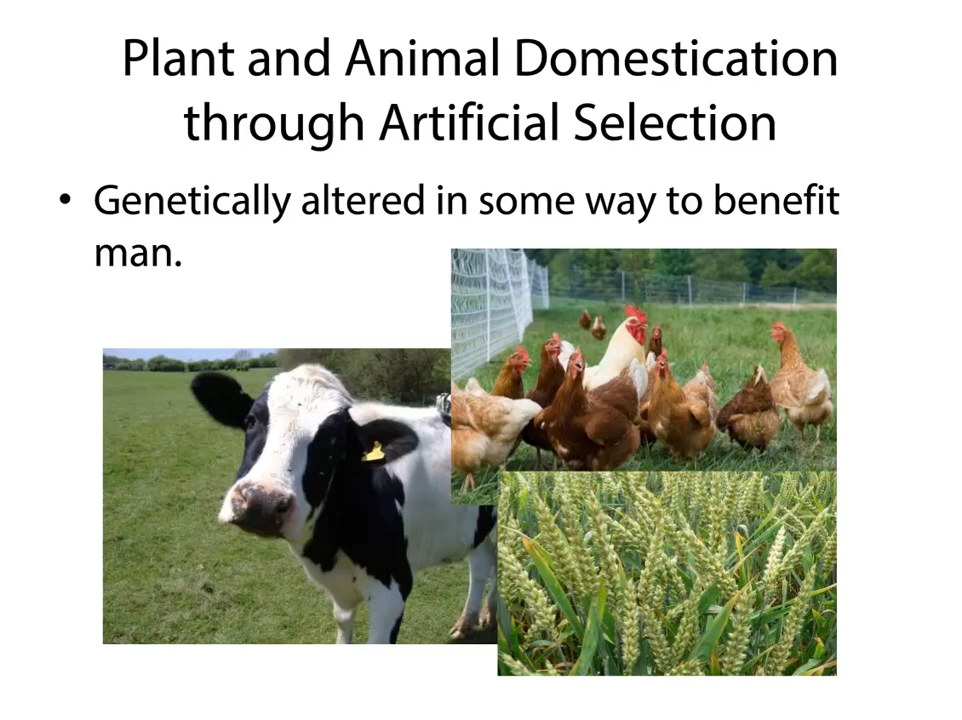 Plant and Animal Domestication
through Artificial Selection
• Genetically altered in some way to benefit
man.